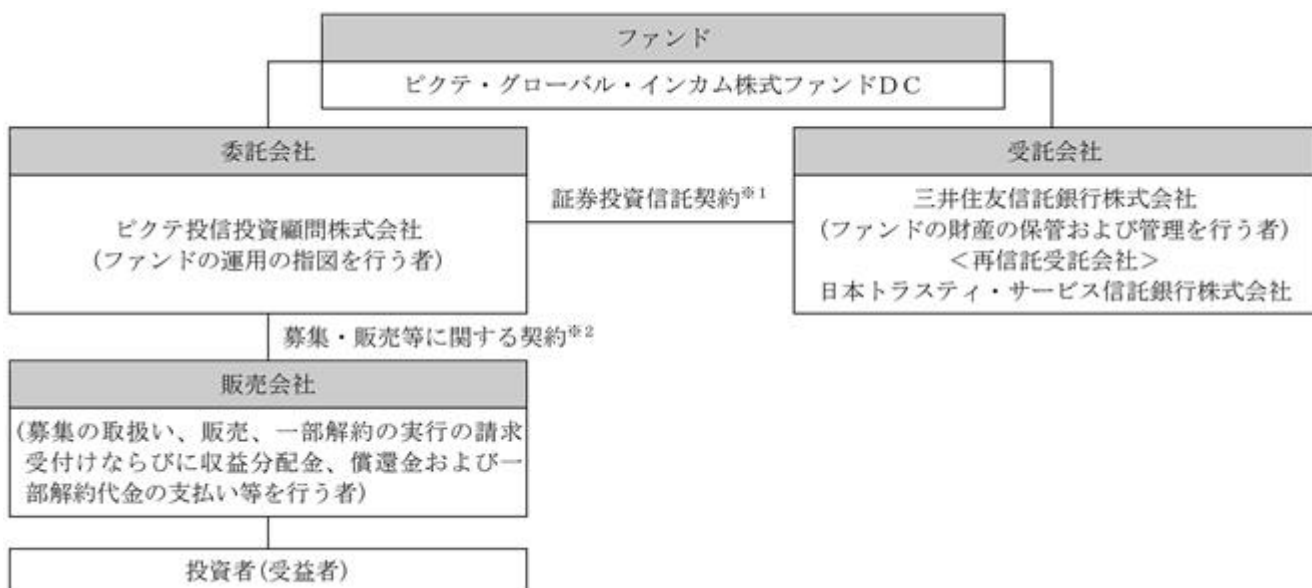 ファンド
ピクテ・グローバル・インカム株式ファンドＤＣ
委託会社
ピクテ投信投資顧問株式会社
(ファンドの運用の指図を行う者)
証券投資信託契約※1
受託会社
三井住友信託銀行株式会社
(ファンドの財産の保管および管理を行う者)
＜再信託受託会社＞
日本トラスティ・サービス信託銀行株式会社
募集・販売等に関する契約※2
販売会社
(募集の取扱い、販売、一部解約の実行の請求
受付けならびに収益分配金、償還金および一
部解約代金の支払い等を行う者)
投資者(受益者)